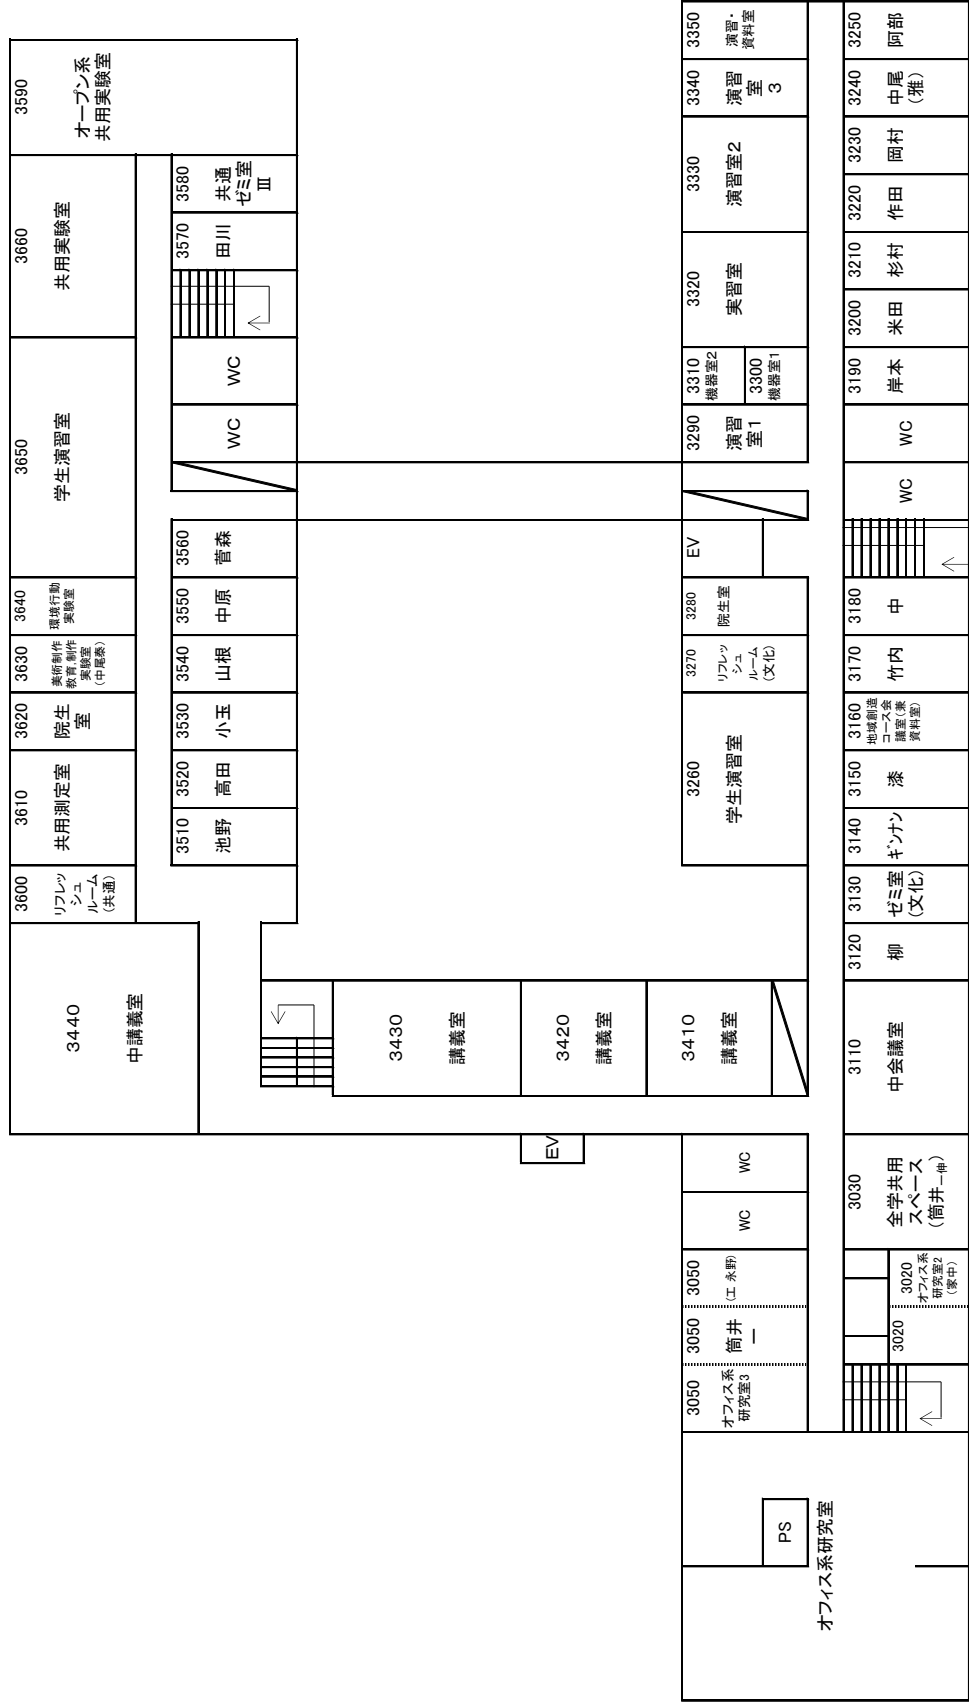 3440
中講義室
3600
リフレッ
シュ
ルーム
(共通)
3610
共用測定室
3620
院生
室
3630
美術制作
教育,制作
実験室
(中尾泰)
3640
環境行動
実験室
3650
学生演習室
3660
共用実験室
3590
オープン系
共用実験室
3510
池野
3520
高田
3530
小玉
3540
山根
3550
中原
3560
菅森
WC
WC
3570
田川
3580
共通
ゼミ室
Ⅲ
3430
講義室
3420
講義室
3410
講義室
EV
オフィス系研究室
PS
3050
オフィス系
研究室3
3050
筒井
一
3050
(工 永野)
WC
WC
3260
学生演習室
3270
リフレッ
シュ
ルーム
(文化)
3280
院生室
EV
3290
演習
室1
3310
機器室2
3300
機器室1
3320
実習室
3330
演習室2
3340
演習
室
3
3350
演習・
資料室
3020
3020
オフィス系
研究室2
(家中)
3030
全学共用
スペース
(筒井一伸)
3110
中会議室
3120
柳
3130
ゼミ室
(文化)
3140
ギンナン
3150
漆
3160
地域創造
コース会
議室(兼
資料室)
3170
竹内
3180
中
WC
WC
3190
岸本
3200
米田
3210
杉村
3220
作田
3230
岡村
3240
中尾
(雅)
3250
阿部